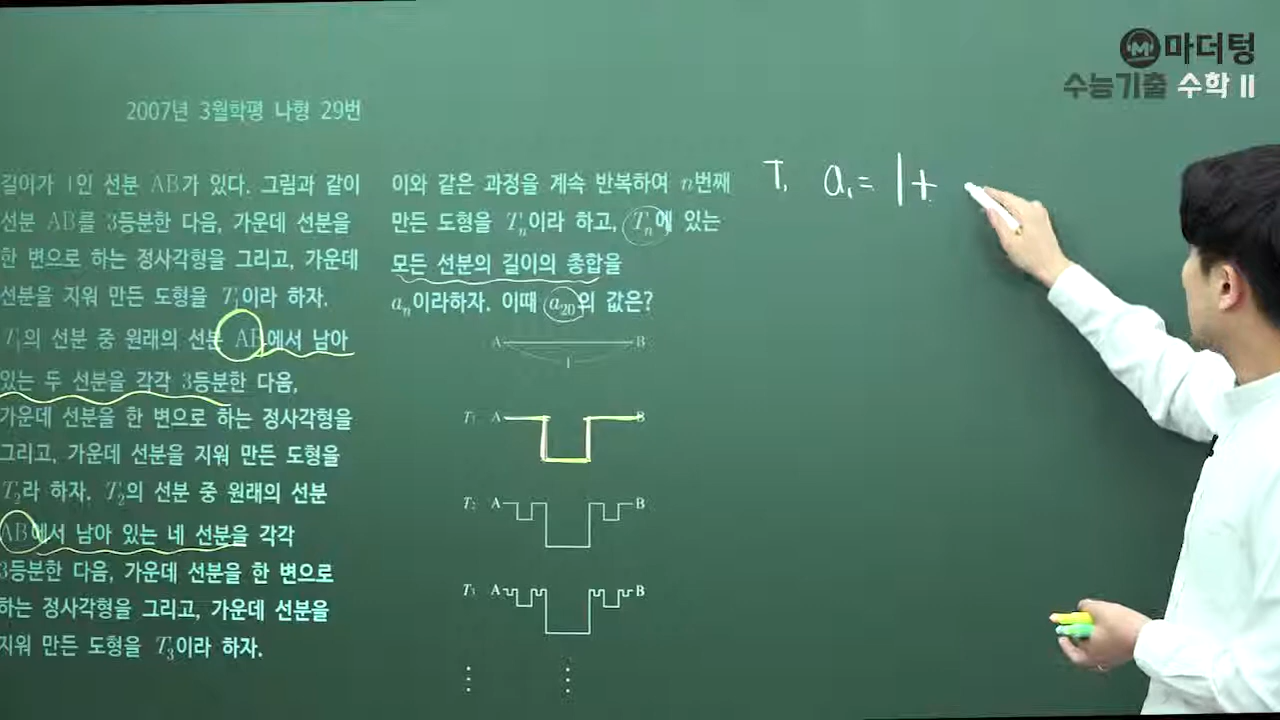 마더텅
수능기출 수학 II
2007년 3월학평 나형 29번
길이가 1인 선분 AB가 있다. 그림과 같이
선분 AB를 3등분한 다음, 가운데 선분을
한 변으로 하는 정사각형을 그리고, 가운데
선분을 지워 만든 도형을 T₁이라 하자.
T₁의 선분 중 원래의 선분 AB에서 남아
있는 두 선분을 각각 3등분한 다음,
가운데 선분을 한 변으로 하는 정사각형을
그리고, 가운데 선분을 지워 만든 도형을
T₂라 하자. T₂의 선분 중 원래의 선분
AB에서 남아 있는 네 선분을 각각
3등분한 다음, 가운데 선분을 한 변으로
하는 정사각형을 그리고, 가운데 선분을
지워 만든 도형을 T₃이라 하자.
이와 같은 과정을 계속 반복하여 n번째
만든 도형을 Tₙ이라 하고, Tₙ에 있는
모든 선분의 길이의 총합을
aₙ이라하자. 이때 a₂₀의 값은?
A B
1
T₁ A B
T₂ A B
T₃ A B
T₁ a₁= 1+